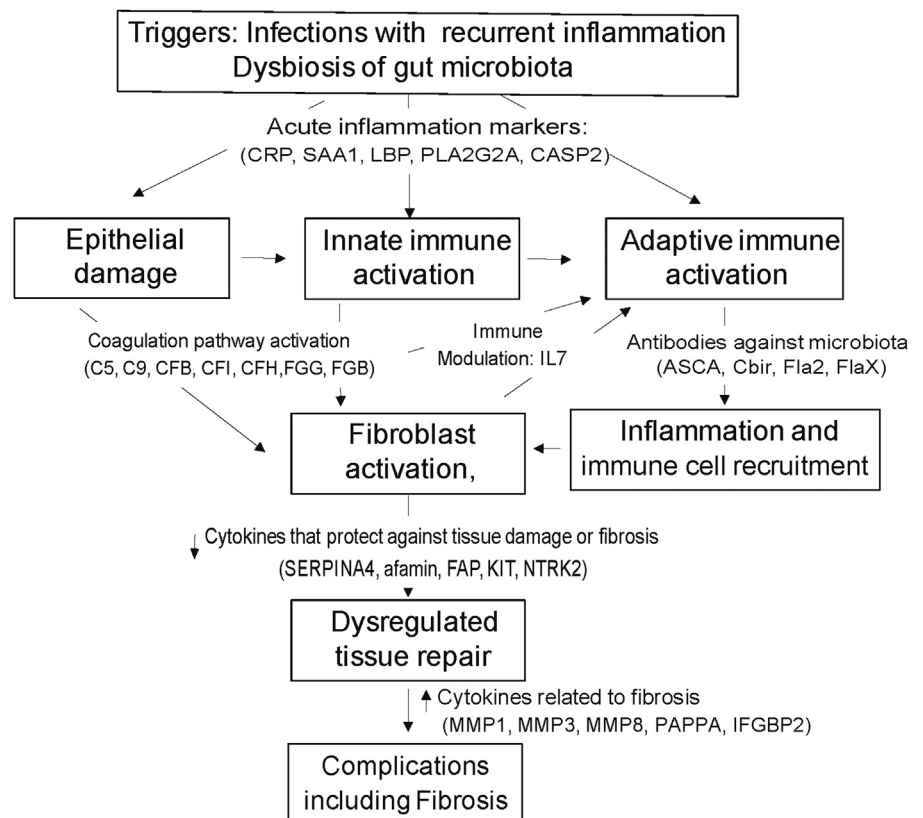 Triggers: Infections with recurrent inflammation
Dysbiosis of gut microbiota
Acute inflammation markers:
(CRP, SAA1, LBP, PLA2G2A, CASP2)
Epithelial
damage
Innate immune
activation
Adaptive immune
activation
Coagulation pathway activation
(C5, C9, CFB, CFI, CFH,FGG, FGB)
Immune
Modulation: IL7
Antibodies against microbiota
(ASCA, Cbir, Fla2, FlaX)
Fibroblast
activation,
Inflammation and
immune cell recruitment
Cytokines that protect against tissue damage or fibrosis
(SERPINA4, afamin, FAP, KIT, NTRK2)
Dysregulated
tissue repair
Cytokines related to fibrosis
(MMP1, MMP3, MMP8, PAPPA, IFGBP2)
Complications
including Fibrosis